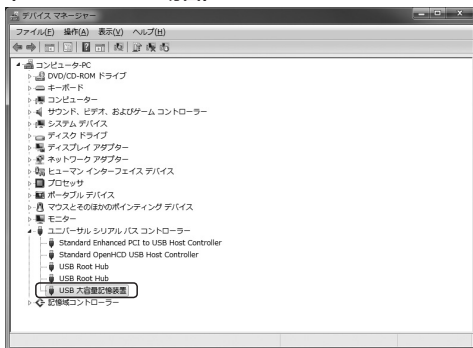 デバイス マネージャー
ファイル(F) 操作(A) 表示(V) ヘルプ(H)
コンピュータ-PC
DVD/CD-ROM ドライブ
キーボード
コンピューター
サウンド、ビデオ、およびゲーム コントローラー
システム デバイス
ディスク ドライブ
ディスプレイ アダプター
ネットワーク アダプター
ヒューマン インターフェイス デバイス
プロセッサ
ポータブル デバイス
マウスとそのほかのポインティング デバイス
モニター
ユニバーサル シリアル バス コントローラー
Standard Enhanced PCI to USB Host Controller
Standard OpenHCD USB Host Controller
USB Root Hub
USB Root Hub
USB 大容量記憶装置
記憶域コントローラー